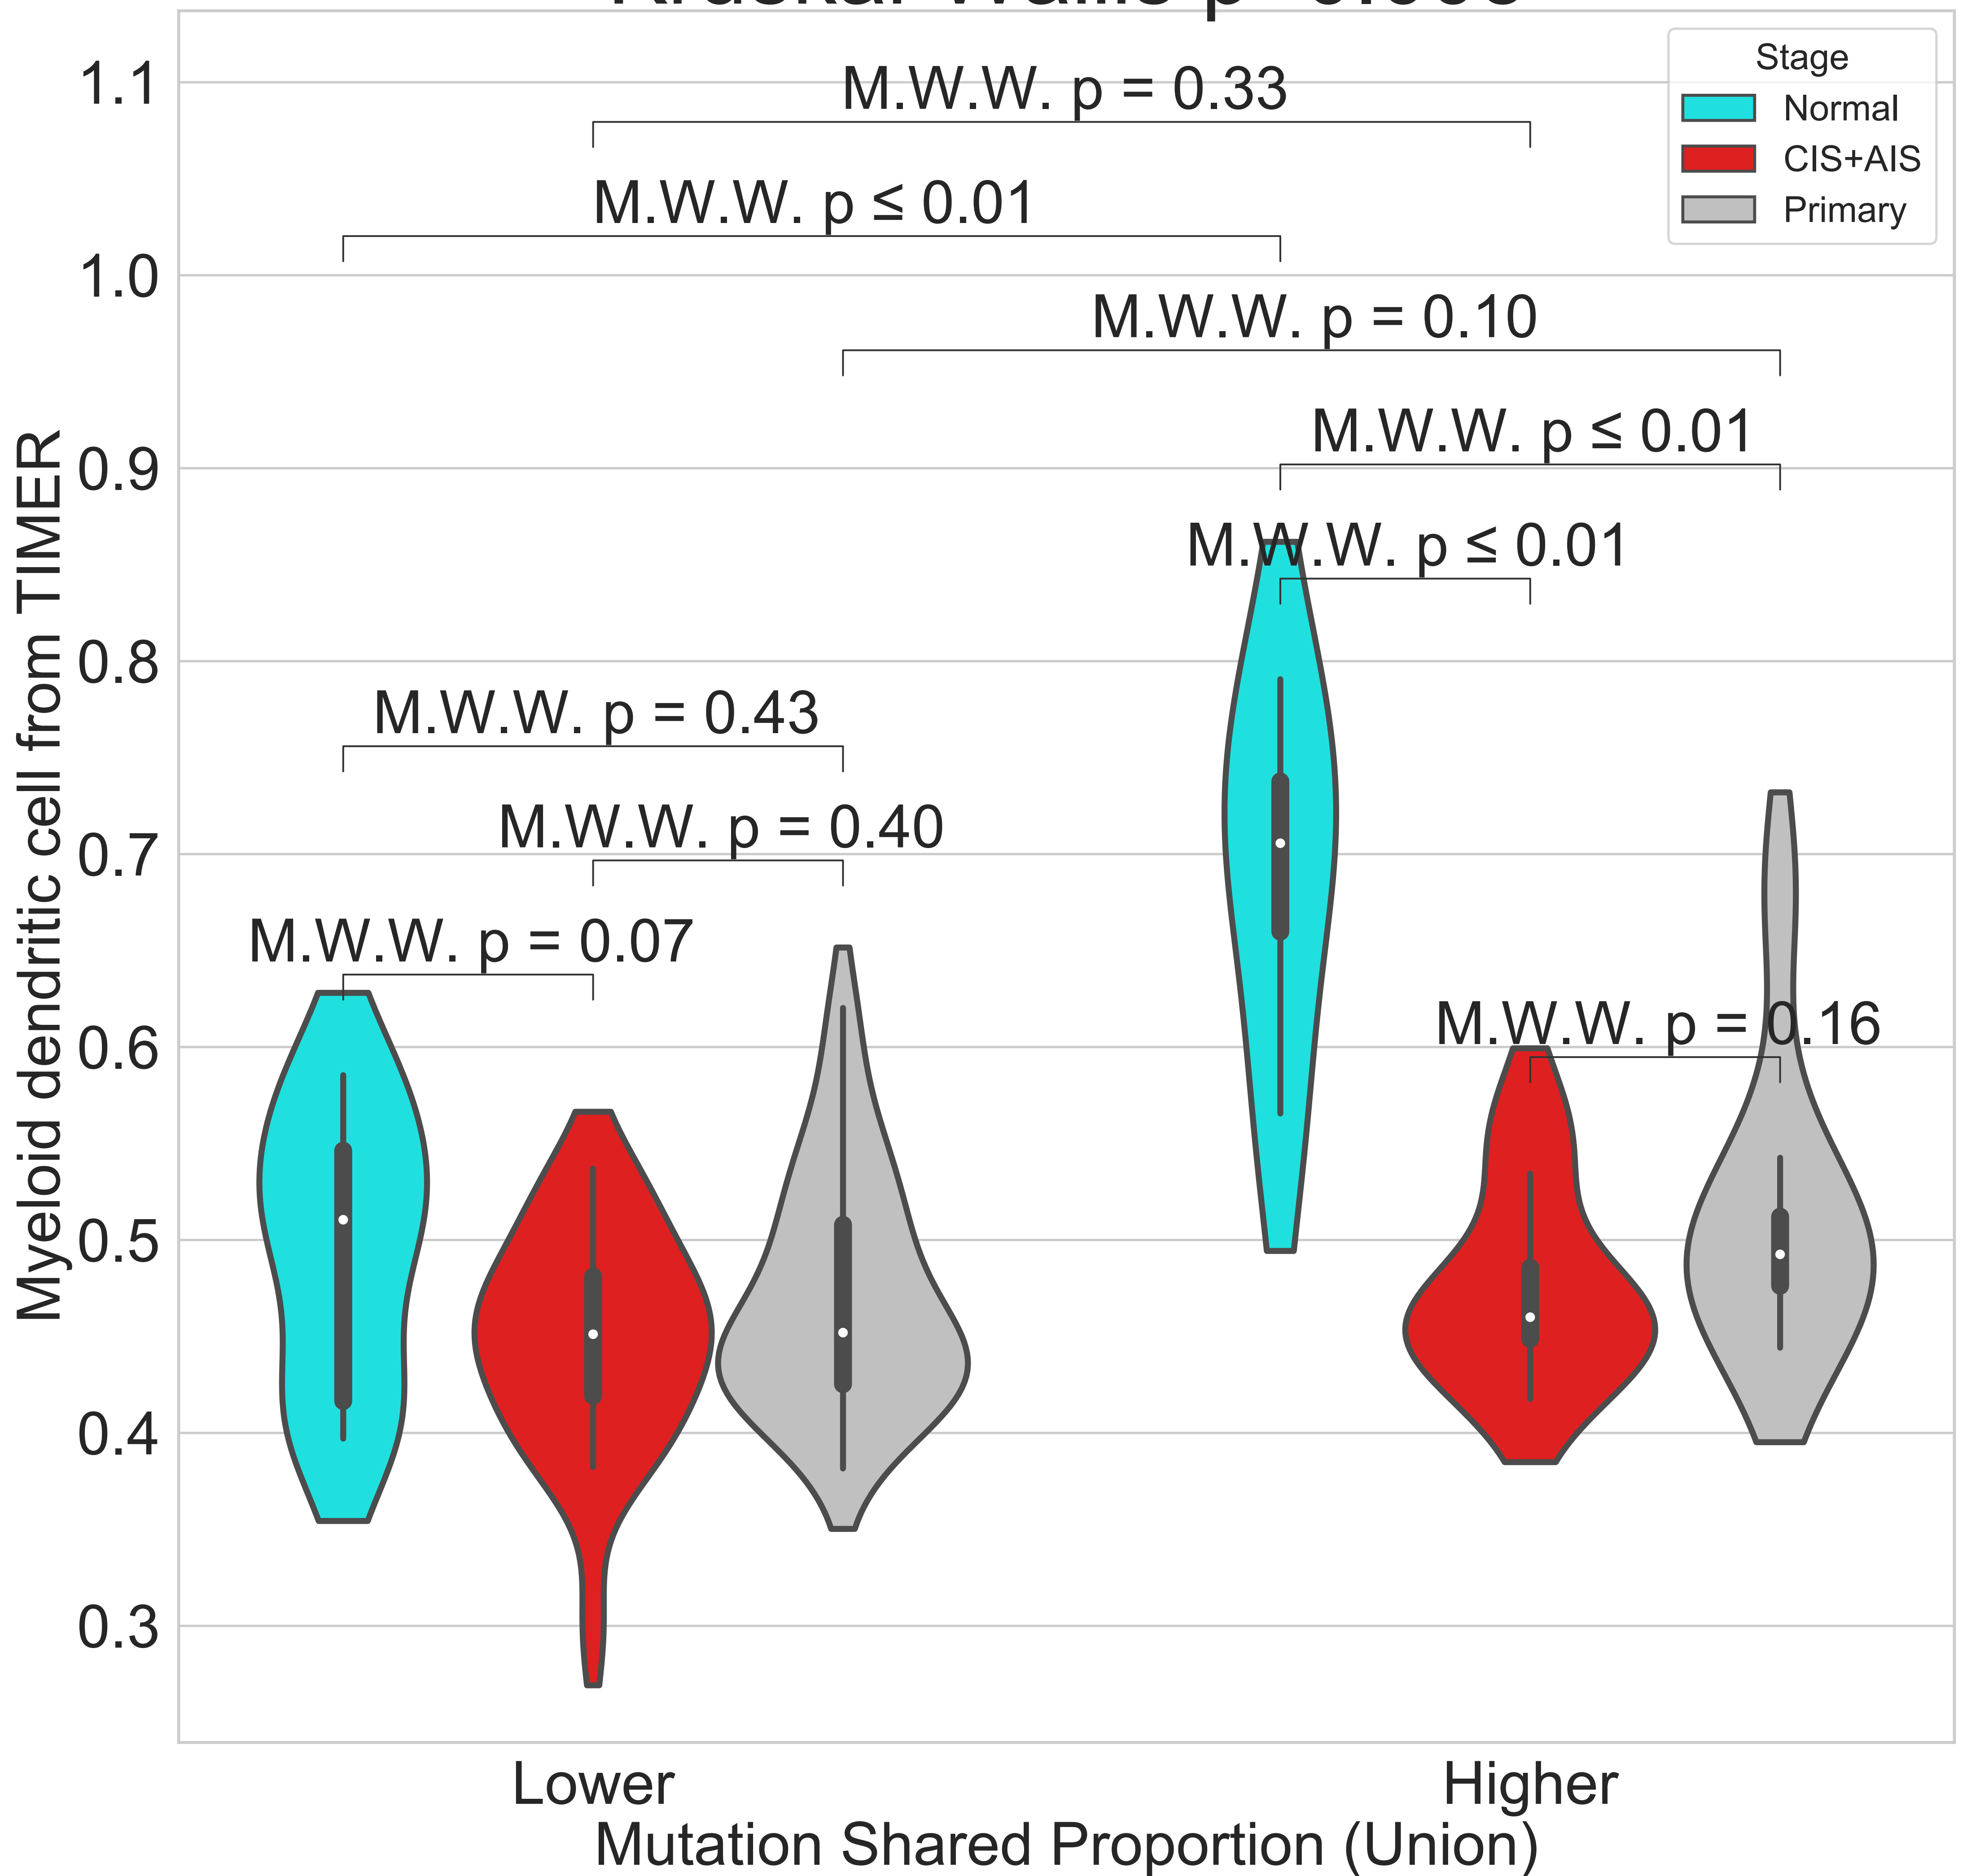 1.1
1.0
0.9
0.8
0.7
0.6
0.5
0.4
0.3
Myeloid dendritic cell from TIMER
Stage
Normal
CIS+AIS
Primary
M.W.W. p = 0.33
M.W.W. p ≤ 0.01
M.W.W. p = 0.10
M.W.W. p ≤ 0.01
M.W.W. p ≤ 0.01
M.W.W. p = 0.43
M.W.W. p = 0.40
M.W.W. p = 0.07
M.W.W. p = 0.16
Lower
Higher
Mutation Shared Proportion (Union)